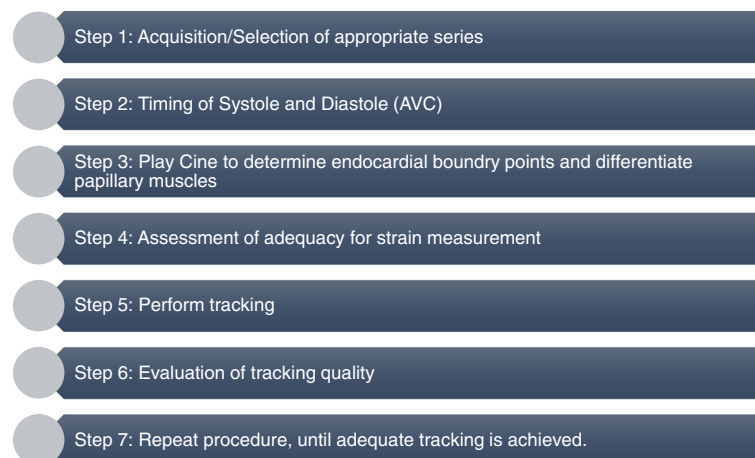 Step 1: Acquisition/Selection of appropriate series
Step 2: Timing of Systole and Diastole (AVC)
Step 3: Play Cine to determine endocardial boundry points and differentiate
papillary muscles
Step 4: Assessment of adequacy for strain measurement
Step 5: Perform tracking
Step 6: Evaluation of tracking quality
Step 7: Repeat procedure, until adequate tracking is achieved.